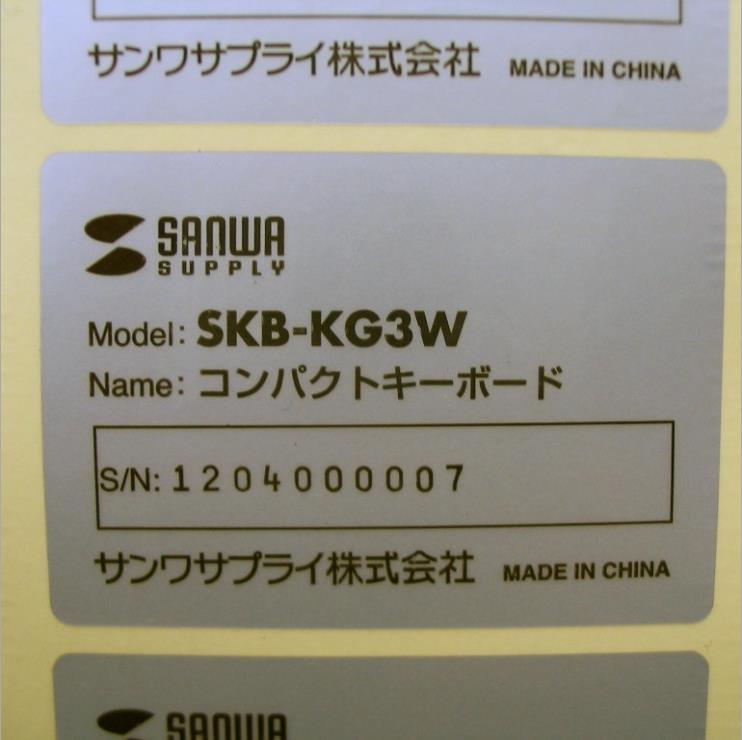 サンワサプライ株式会社 MADE IN CHINA
SANWA
SUPPLY
Model: SKB-KG3W
Name: コンパクトキーボード
S/N: 1204000007
サンワサプライ株式会社 MADE IN CHINA
SANWA